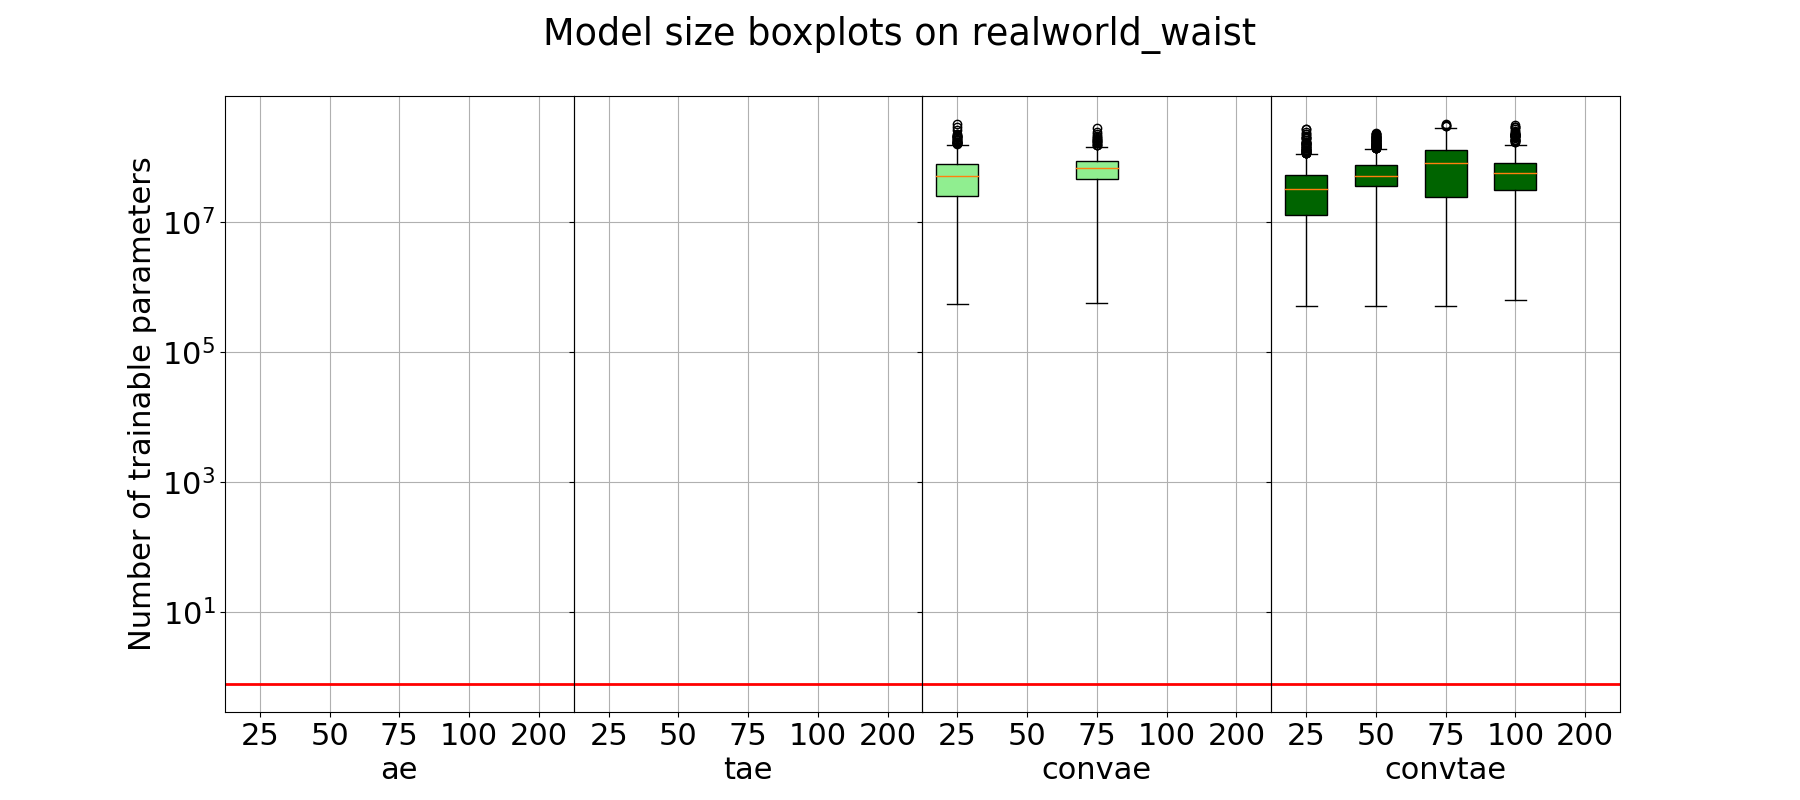 Model size boxplots on realworld_waist
Number of trainable parameters
10^7
10^5
10^3
10^1
25 50 75 100 200 25 50 75 100 200 25 50 75 100 200 25 50 75 100 200
ae tae convae convtae